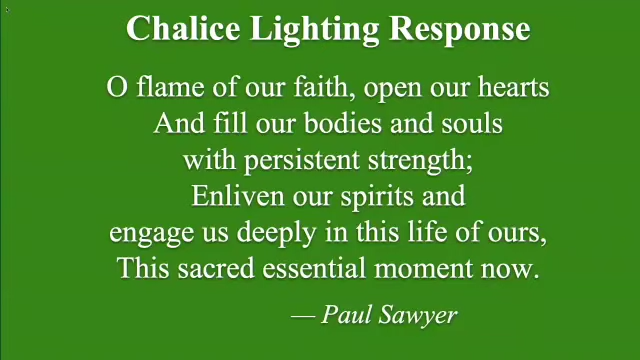 Chalice Lighting Response
O flame of our faith, open our hearts
And fill our bodies and souls
with persistent strength;
Enliven our spirits and
engage us deeply in this life of ours,
This sacred essential moment now.
— Paul Sawyer